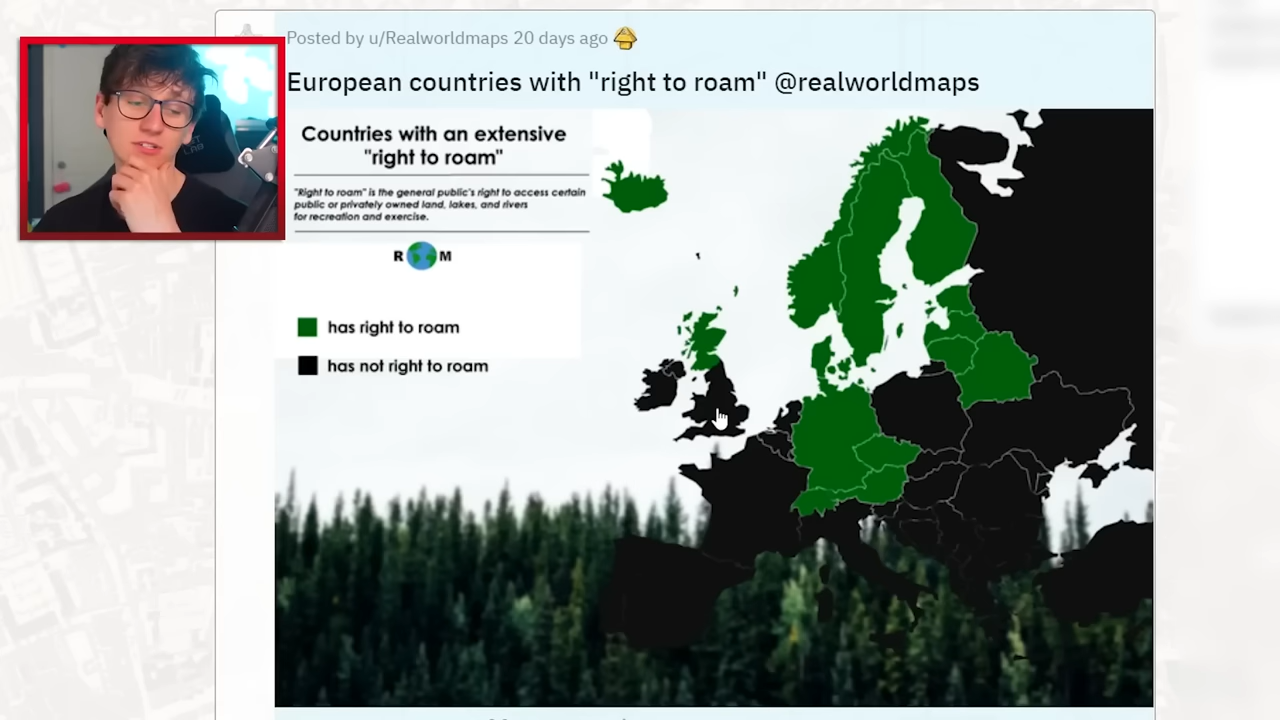 Posted by u/Realworldmaps 20 days ago
European countries with "right to roam" @realworldmaps
Countries with an extensive
"right to roam"
"Right to roam" is the general public's right to access certain
public or privately owned land, lakes, and rivers
for recreation and exercise.
R M
has right to roam
has not right to roam